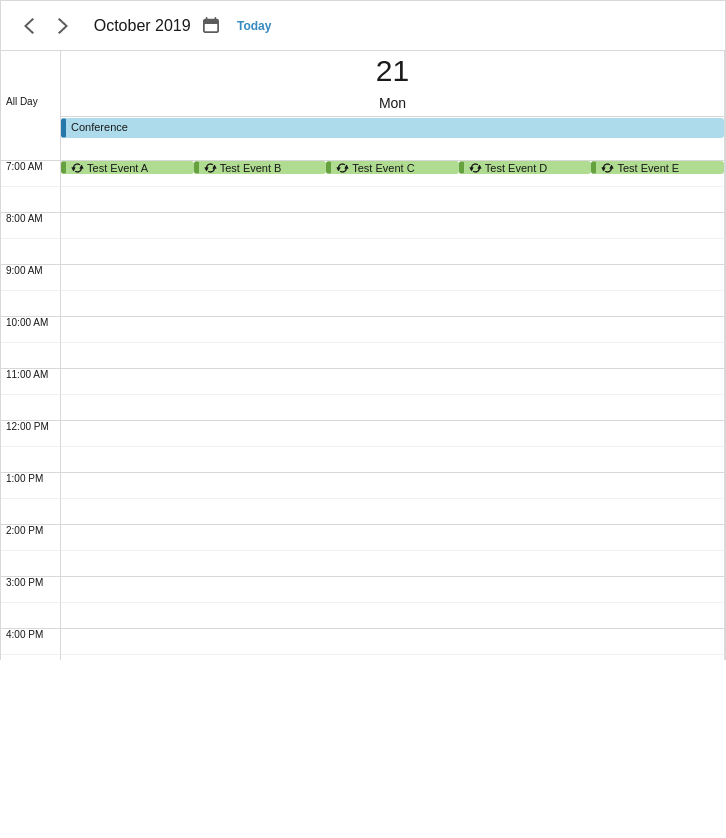 October 2019 Today
21
All Day
Mon
Conference
7:00 AM Test Event A Test Event B Test Event C Test Event D Test Event E
8:00 AM
9:00 AM
10:00 AM
11:00 AM
12:00 PM
1:00 PM
2:00 PM
3:00 PM
4:00 PM